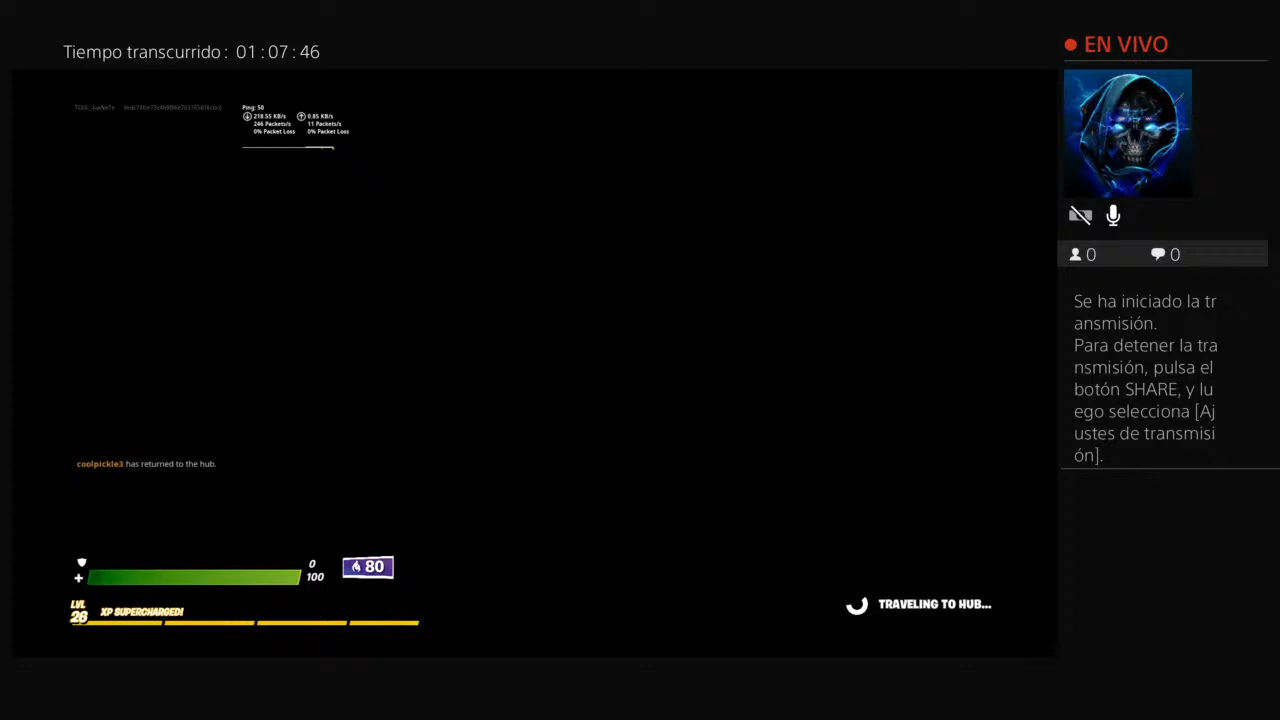 Tiempo transcurrido: 01:07:46
EN VIVO
Ping: 50
218.55 KB/s 0.85 KB/s
246 Packets/s 11 Packets/s
0% Packet Loss 0% Packet Loss
0 0
Se ha iniciado la tr
ansmisión.
Para detener la tra
nsmisión, pulsa el
botón SHARE, y lu
ego selecciona [Aj
ustes de transmisi
ón].
coolpickle3 has returned to the hub.
0
100
80
LVL
26
XP SUPERCHARGED!
TRAVELING TO HUB...